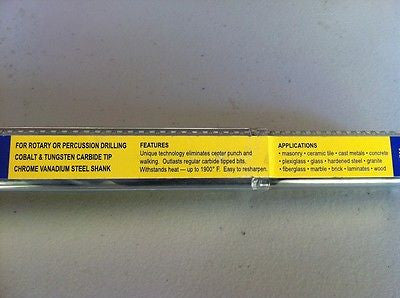 FOR ROTARY OR PERCUSSION DRILLING
COBALT & TUNGSTEN CARBIDE TIP
CHROME VANADIUM STEEL SHANK
FEATURES
Unique technology eliminates center punch and
walking. Outlasts regular carbide tipped bits.
Withstands heat — up to 1900° F. Easy to resharpen.
APPLICATIONS
• masonry • ceramic tile • cast metals • concrete
• plexiglass • glass • hardened steel • granite
• fiberglass • marble • brick • laminates • wood